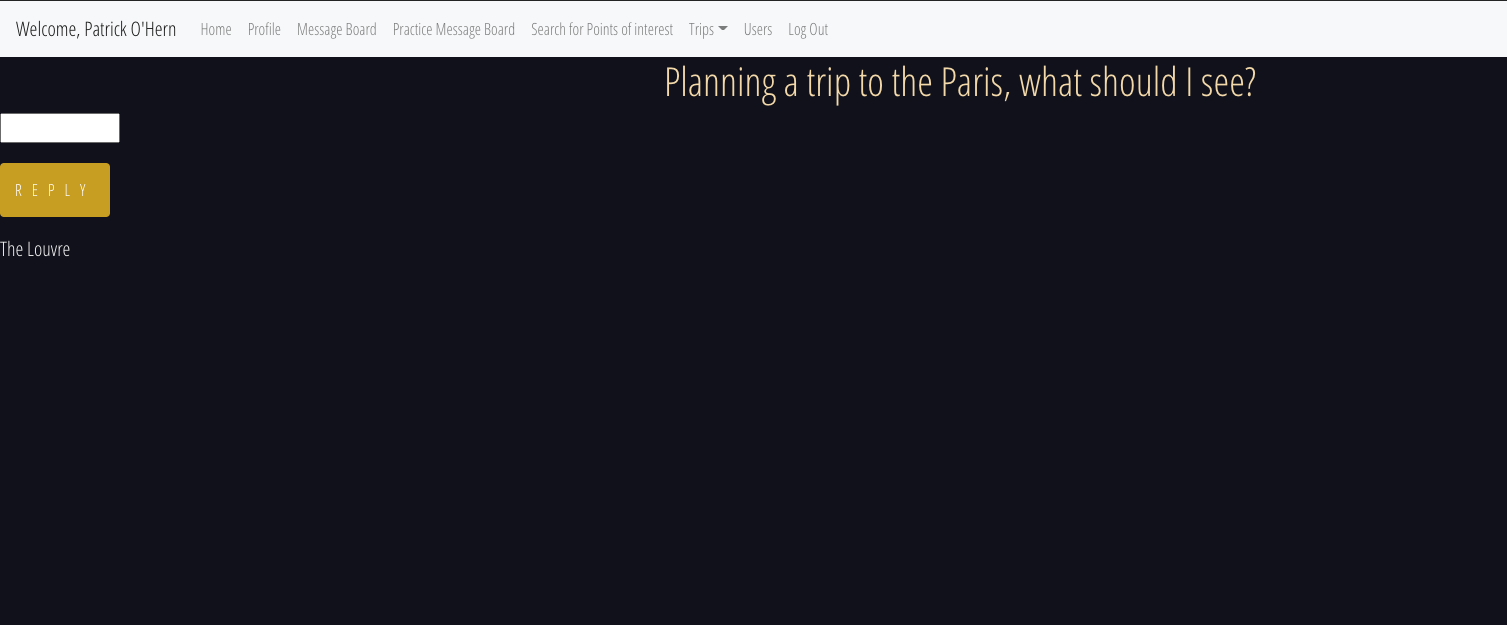 Welcome, Patrick O'Hern Home Profile Message Board Practice Message Board Search for Points of interest Trips Users Log Out
Planning a trip to the Paris, what should I see?
REPLY
The Louvre